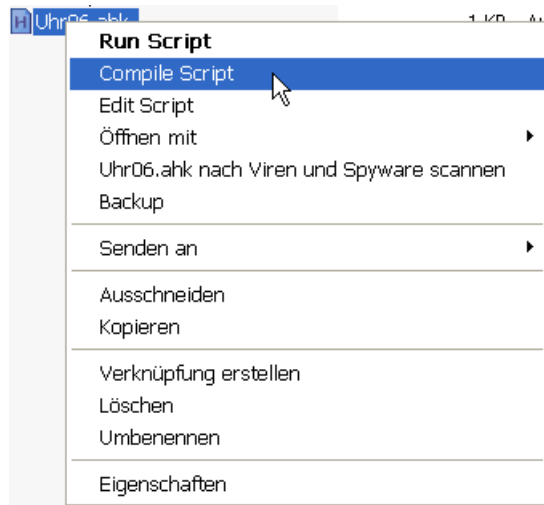 Uhr06.ahk
Run Script
Compile Script
Edit Script
Öffnen mit
Uhr06.ahk nach Viren und Spyware scannen
Backup
Senden an
Ausschneiden
Kopieren
Verknüpfung erstellen
Löschen
Umbenennen
Eigenschaften